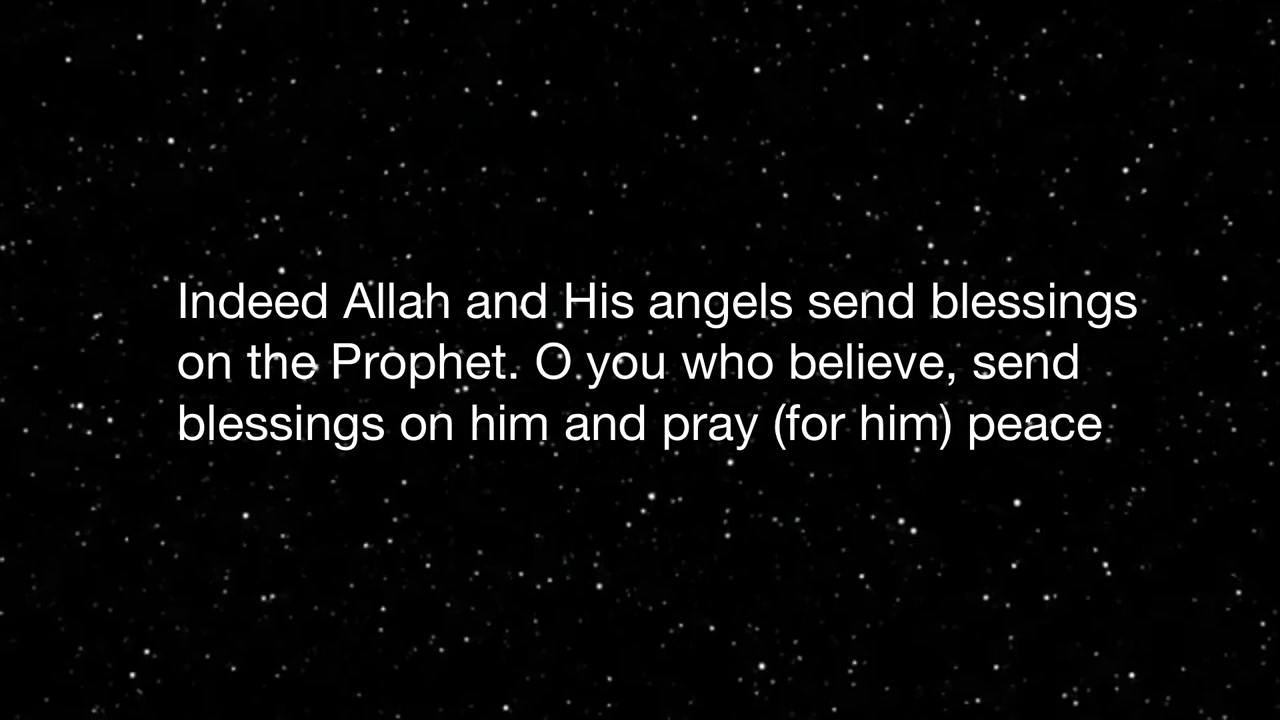 Indeed Allah and His angels send blessings
on the Prophet. O you who believe, send
blessings on him and pray (for him) peace